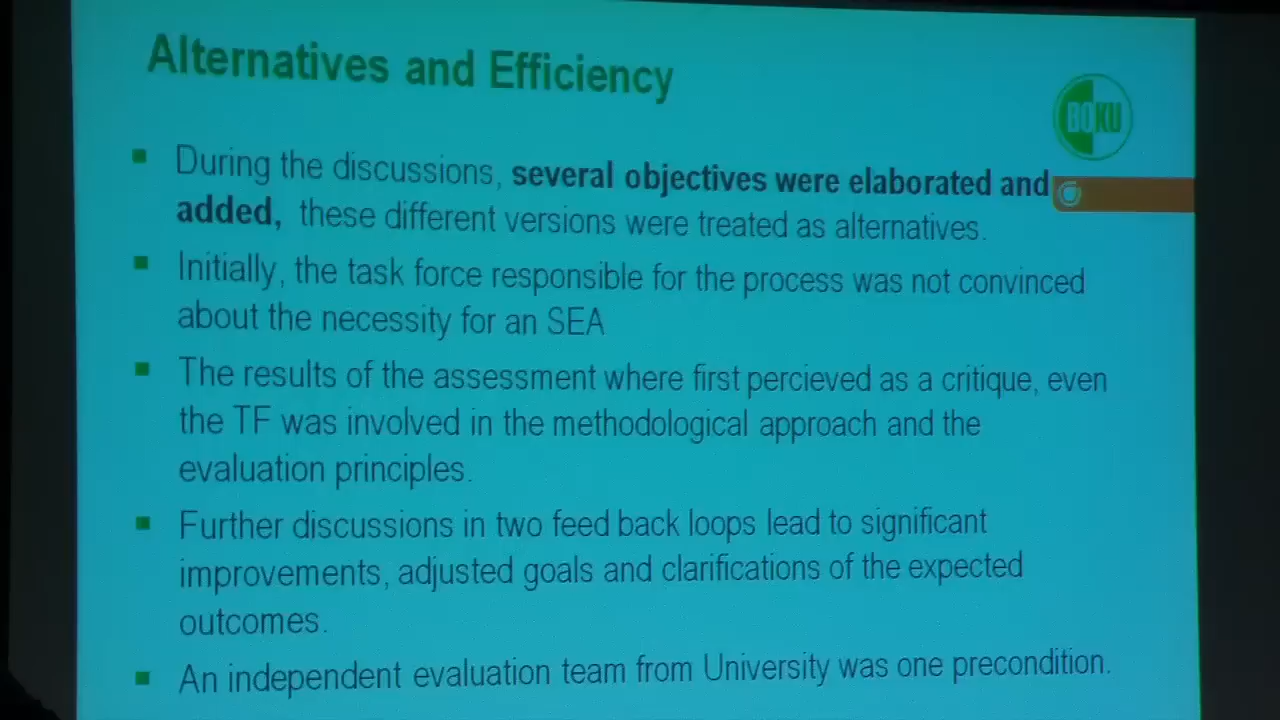 Alternatives and Efficiency
BOKU
During the discussions, several objectives were elaborated and
added, these different versions were treated as alternatives.
Initially, the task force responsible for the process was not convinced
about the necessity for an SEA
The results of the assessment where first percieved as a critique, even
the TF was involved in the methodological approach and the
evaluation principles.
Further discussions in two feed back loops lead to significant
improvements, adjusted goals and clarifications of the expected
outcomes.
An independent evaluation team from University was one precondition.